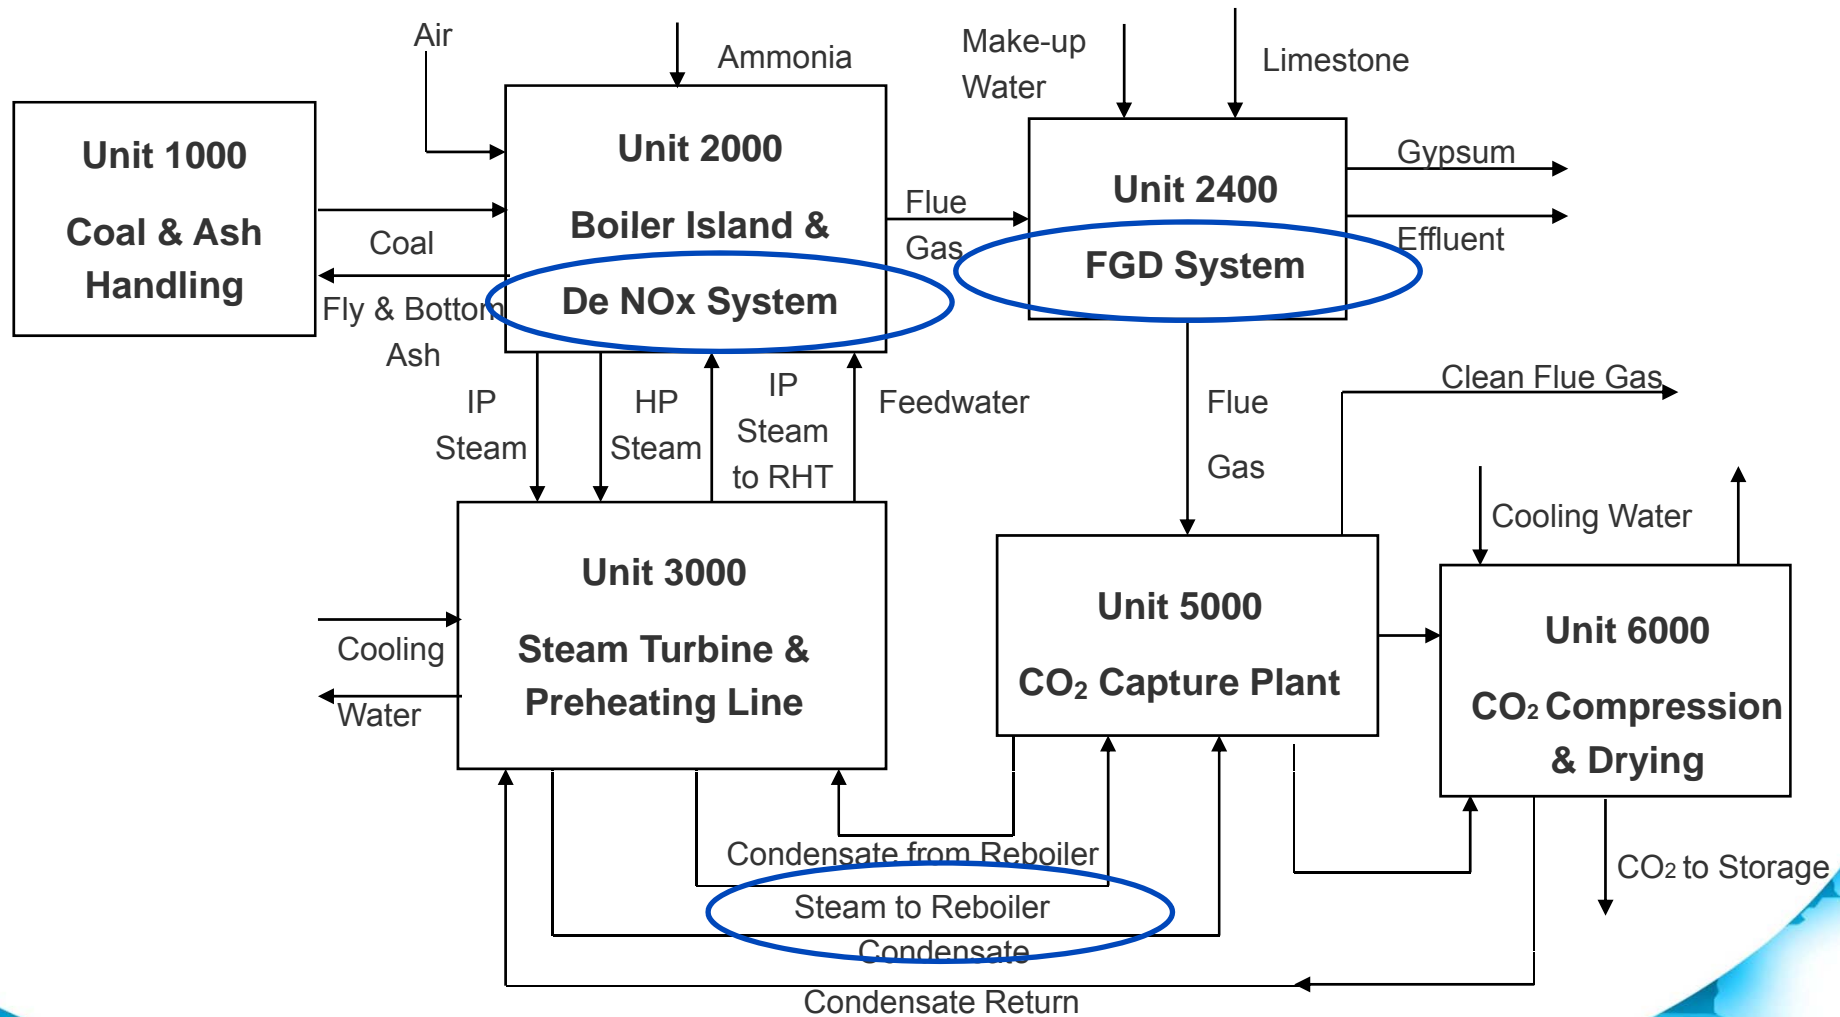 Air
Ammonia
Make-up
Water
Limestone
Unit 1000
Coal & Ash
Handling
Unit 2000
Boiler Island &
De NOx System
Unit 2400
FGD System
Gypsum
Effluent
Flue
Gas
Coal
Fly & Bottom
Ash
IP
Steam
HP
Steam
IP
Steam
to RHT
Feedwater
Flue
Gas
Clean Flue Gas
Cooling Water
Unit 3000
Steam Turbine &
Preheating Line
Cooling
Water
Unit 5000
CO2 Capture Plant
Unit 6000
CO2 Compression
& Drying
Condensate from Reboiler
Steam to Reboiler
Condensate
Condensate Return
CO2 to Storage